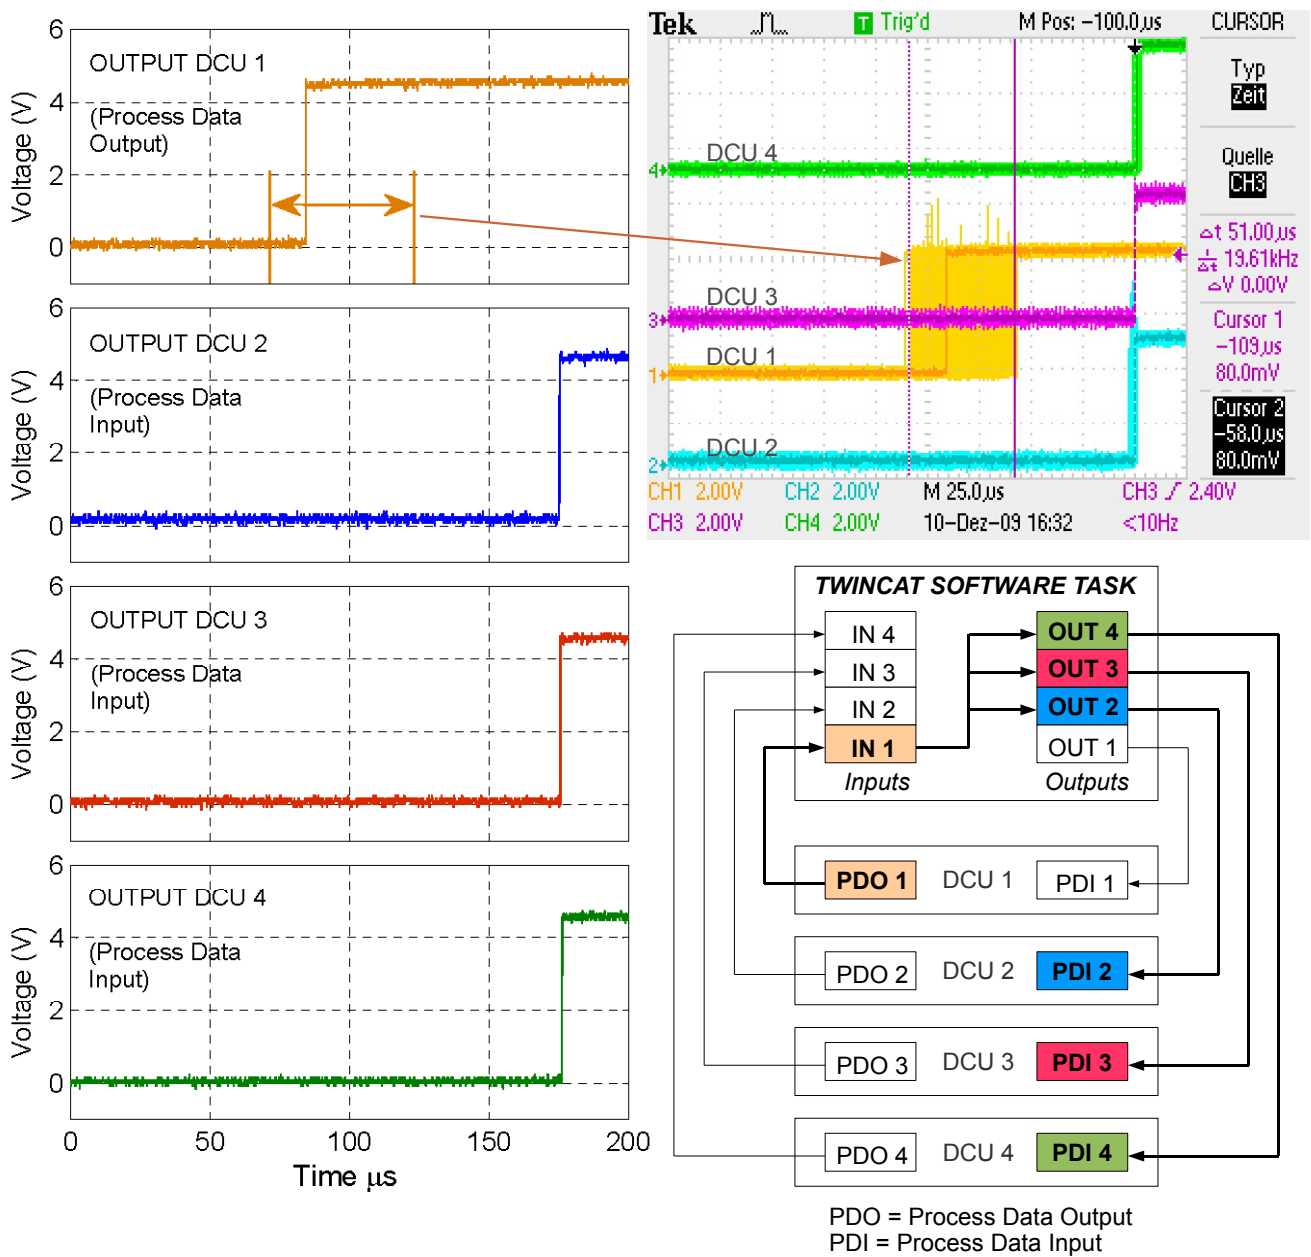 6
4
2
0
Voltage (V)
OUTPUT DCU 1
(Process Data
Output)
6
4
2
0
Voltage (V)
OUTPUT DCU 2
(Process Data
Input)
6
4
2
0
Voltage (V)
OUTPUT DCU 3
(Process Data
Input)
6
4
2
0
Voltage (V)
OUTPUT DCU 4
(Process Data
Input)
0 50 100 150 200
Time µs
Tek T Trig'd M Pos: −100.0µs CURSOR
Typ
Zeit
Quelle
CH3
△t 51.00µs
1/△t 19.61kHz
△V 0.00V
Cursor 1
−109µs
80.0mV
Cursor 2
−58.0µs
80.0mV
DCU 4
4
DCU 3
3
DCU 1
1
DCU 2
2
CH1 2.00V CH2 2.00V M 25.0µs CH3 2.40V
CH3 2.00V CH4 2.00V 10−Dez−09 16:32 <10Hz
TWINCAT SOFTWARE TASK
IN 4 OUT 4
IN 3 OUT 3
IN 2 OUT 2
IN 1 OUT 1
Inputs Outputs
PDO 1 DCU 1 PDI 1
PDO 2 DCU 2 PDI 2
PDO 3 DCU 3 PDI 3
PDO 4 DCU 4 PDI 4
PDO = Process Data Output
PDI = Process Data Input